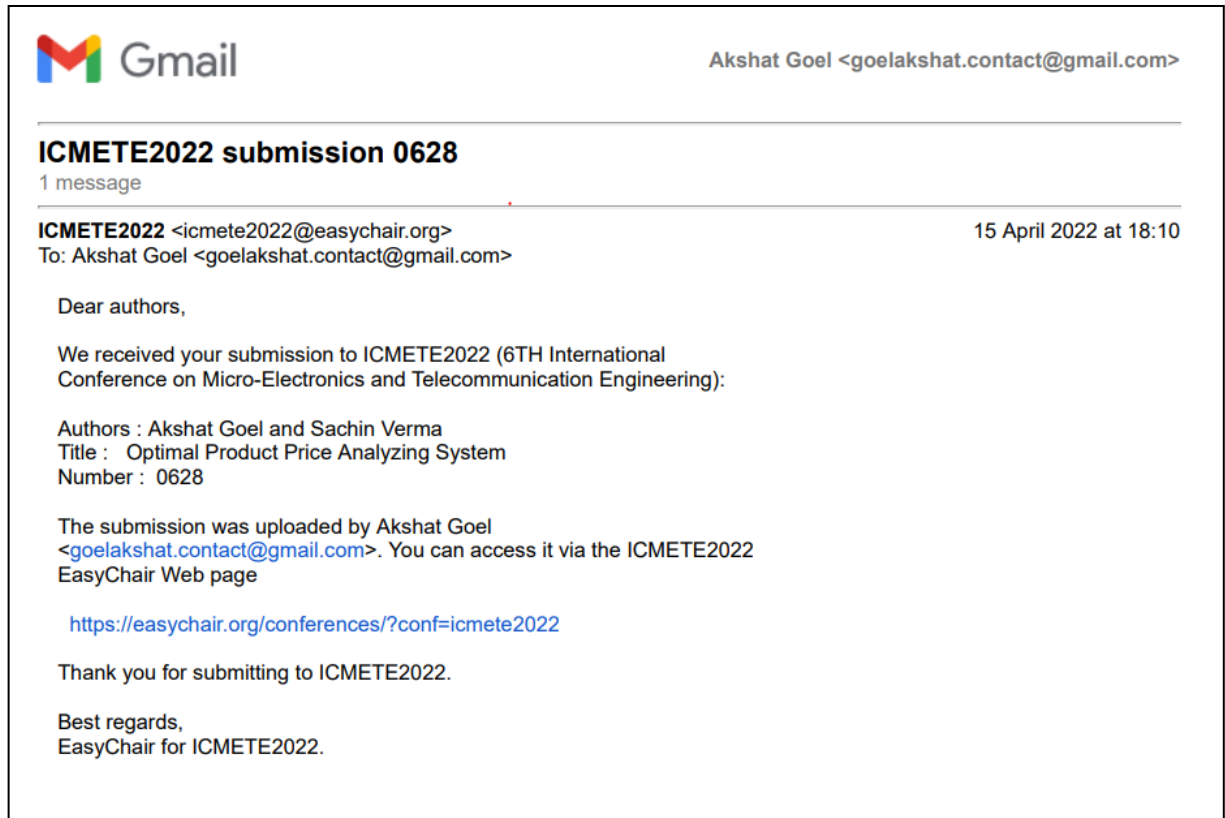 Gmail
Akshat Goel <goelakshat.contact@gmail.com>
ICMETE2022 submission 0628
1 message
ICMETE2022 <icmete2022@easychair.org>
15 April 2022 at 18:10
To: Akshat Goel <goelakshat.contact@gmail.com>
Dear authors,
We received your submission to ICMETE2022 (6TH International
Conference on Micro-Electronics and Telecommunication Engineering):
Authors : Akshat Goel and Sachin Verma
Title :   Optimal Product Price Analyzing System
Number :  0628
The submission was uploaded by Akshat Goel
<goelakshat.contact@gmail.com>. You can access it via the ICMETE2022
EasyChair Web page
https://easychair.org/conferences/?conf=icmete2022
Thank you for submitting to ICMETE2022.
Best regards,
EasyChair for ICMETE2022.